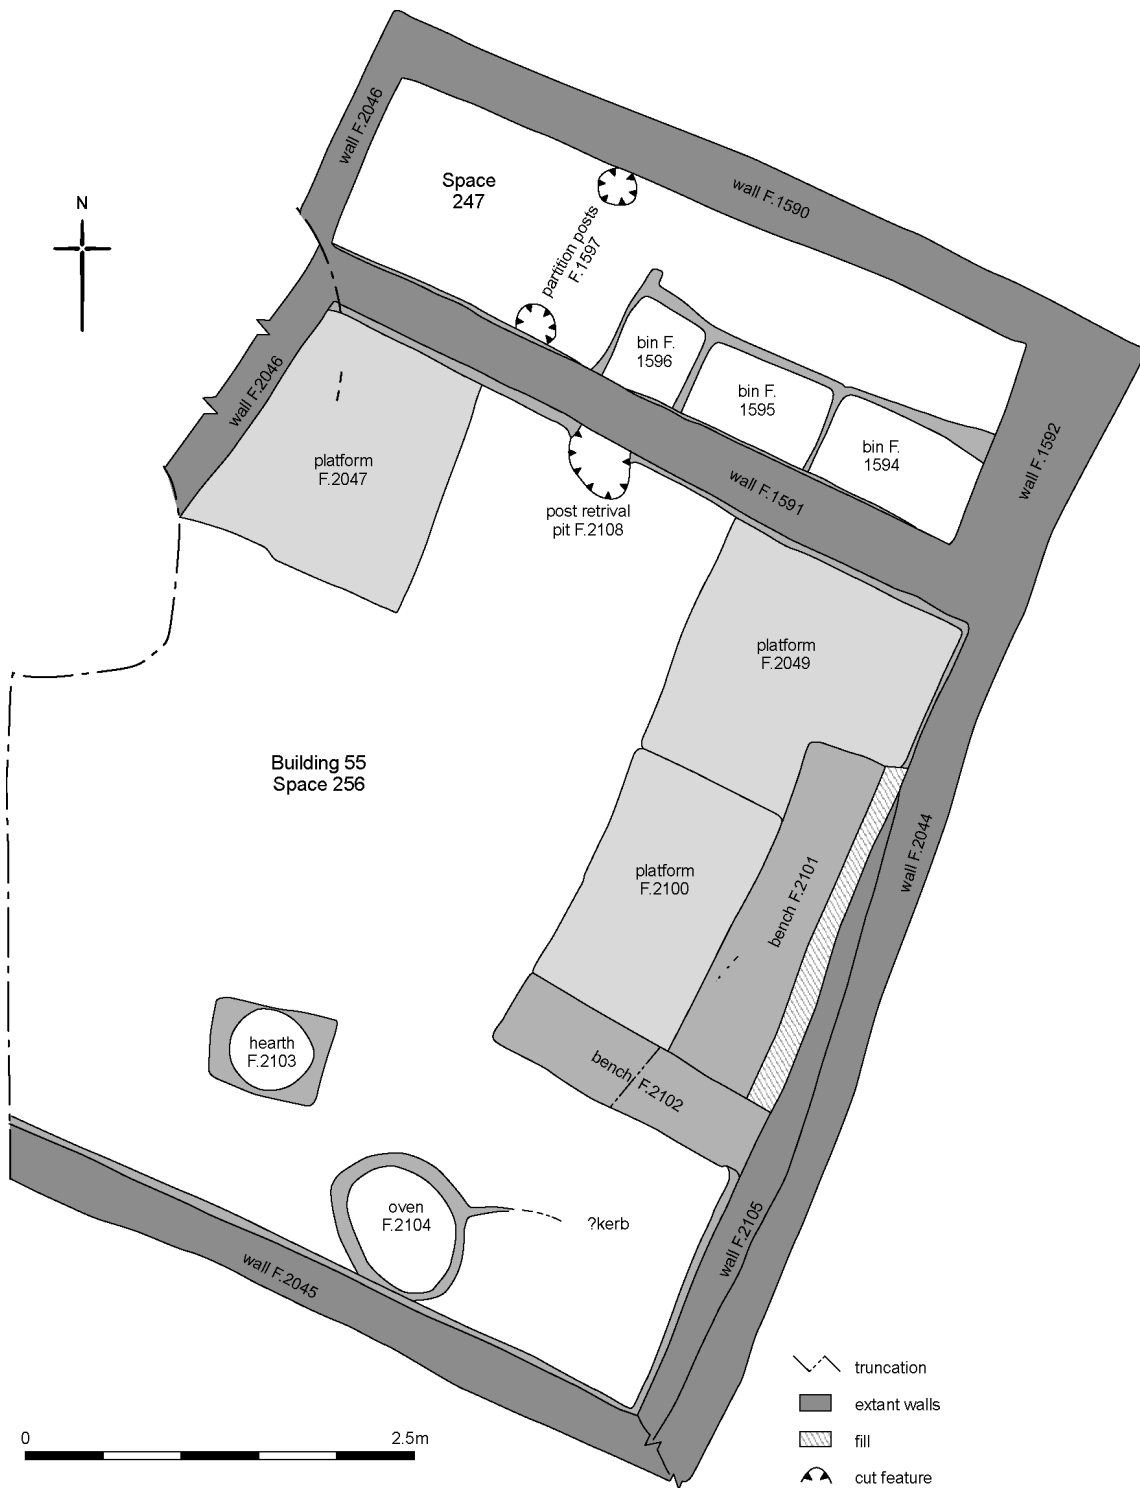 wall F.2046
Space
247
wall F.1590
N
partition posts
F.1597
bin F.
1596
bin F.
1595
bin F.
1594
wall F.1592
wall F.2046
platform
F.2047
wall F.1591
post retrival
pit F.2108
platform
F.2049
Building 55
Space 256
wall F.2044
platform
F.2100
bench F.2101
hearth
F.2103
bench F.2102
oven
F.2104
?kerb
wall F.2105
wall F.2045
truncation
extant walls
fill
cut feature
0
2.5m